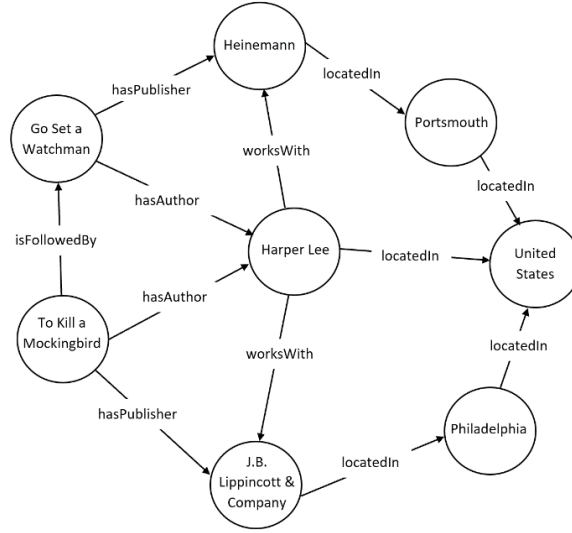 Heinemann
locatedIn
hasPublisher
Portsmouth
Go Set a
Watchman
worksWith
locatedIn
hasAuthor
isFollowedBy
Harper Lee
locatedIn
United
States
hasAuthor
To Kill a
Mockingbird
worksWith
locatedIn
hasPublisher
Philadelphia
J.B.
Lippincott &
Company
locatedIn